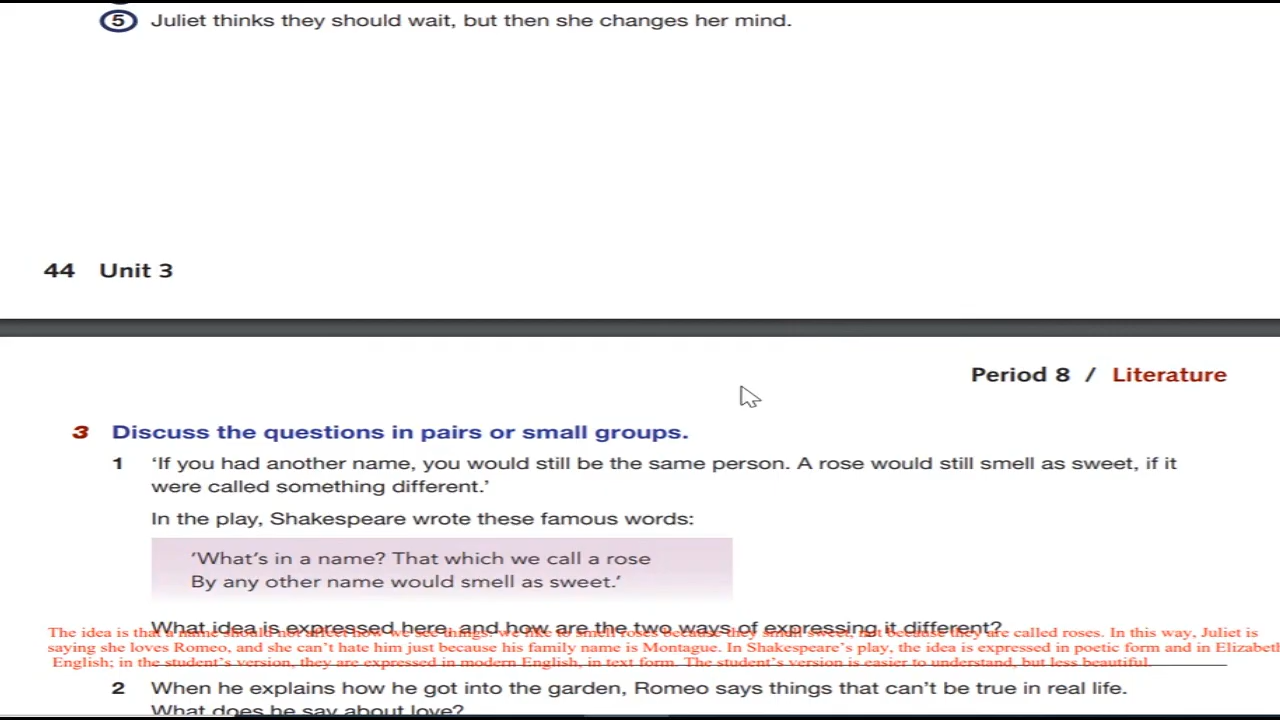 5 Juliet thinks they should wait, but then she changes her mind.
44 Unit 3
Period 8 / Literature
3 Discuss the questions in pairs or small groups.
1 ‘If you had another name, you would still be the same person. A rose would still smell as sweet, if it
were called something different.’
In the play, Shakespeare wrote these famous words:
‘What’s in a name? That which we call a rose
By any other name would smell as sweet.’
What idea is expressed here, and how are the two ways of expressing it different?
The idea is that a name should not affect how we see things: we like to smell roses because they smell sweet, not because they are called roses. In this way, Juliet is
saying she loves Romeo, and she can’t hate him just because his family name is Montague. In Shakespeare’s play, the idea is expressed in poetic form and in Elizabeth
English; in the student’s version, they are expressed in modern English, in text form. The student’s version is easier to understand, but less beautiful.
2 When he explains how he got into the garden, Romeo says things that can’t be true in real life.
What does he say about love?